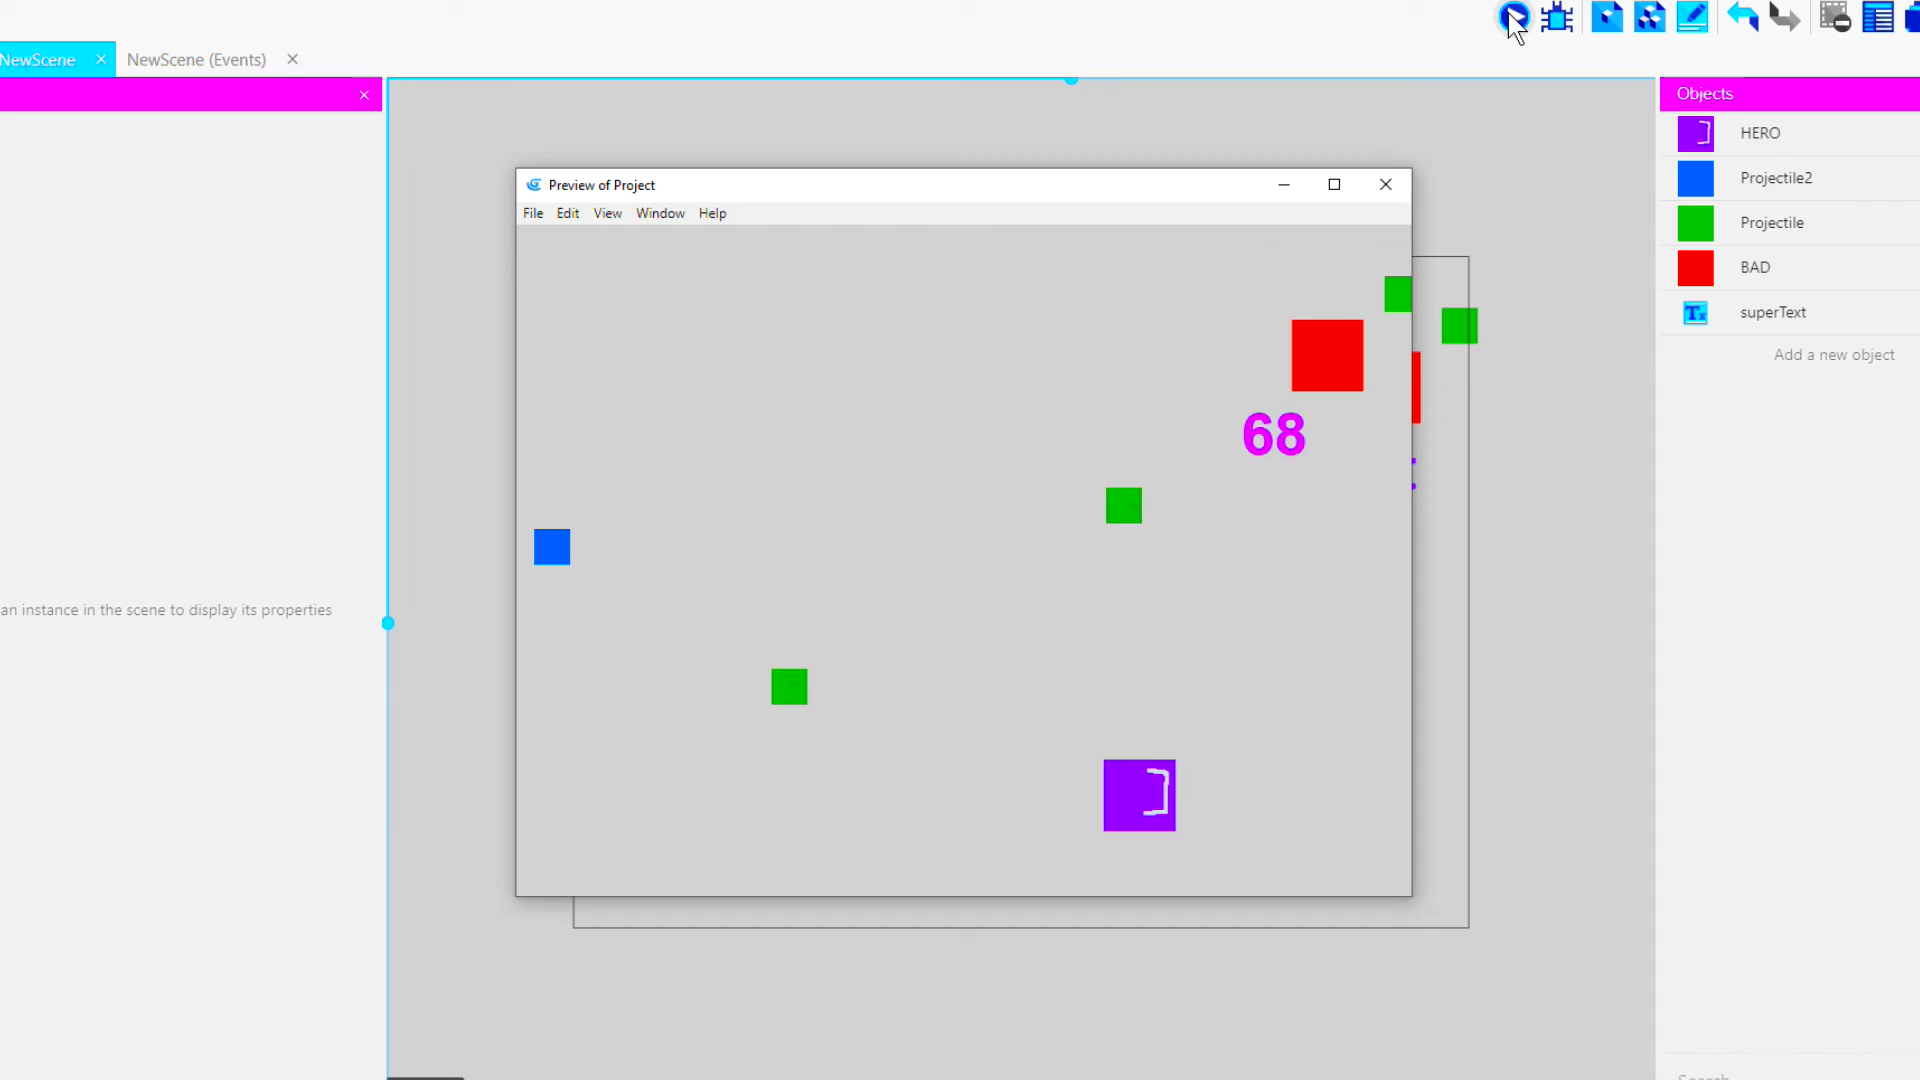 NewScene
NewScene (Events)
Objects
HERO
Projectile2
Projectile
BAD
superText
Add a new object
Preview of Project
File Edit View Window Help
68
an instance in the scene to display its properties